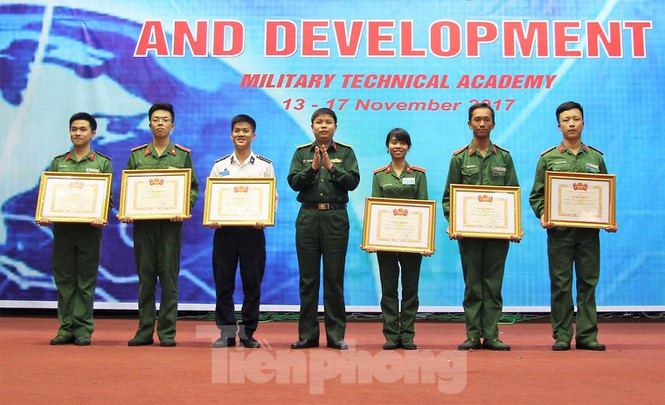 AND DEVELOPMENT
MILITARY TECHNICAL ACADEMY
13 - 17 November 2017
Tienphong